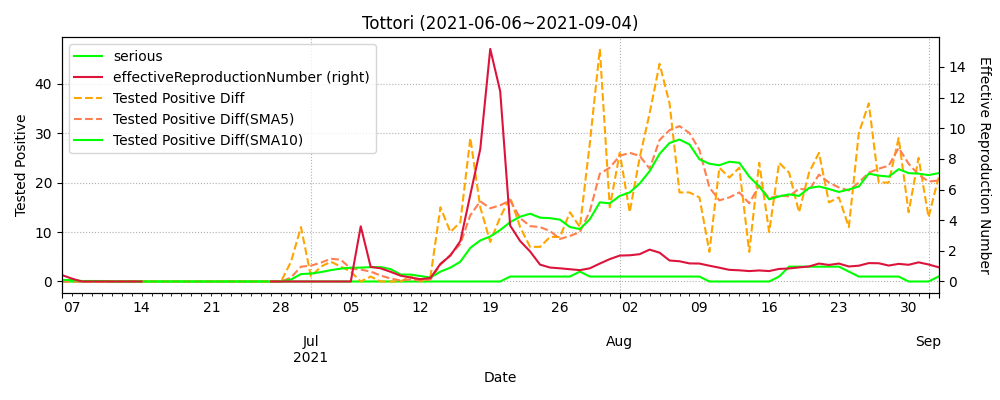 Tottori (2021-06-06~2021-09-04)
serious
effectiveReproductionNumber (right)
Tested Positive Diff
Tested Positive Diff(SMA5)
Tested Positive Diff(SMA10)
Tested Positive
40
30
20
10
0
14
12
10
8
6
4
2
0
Effective Reproduction Number
07 14 21 28 05 12 19 26 02 09 16 23 30
Jul Aug Sep
2021
Date